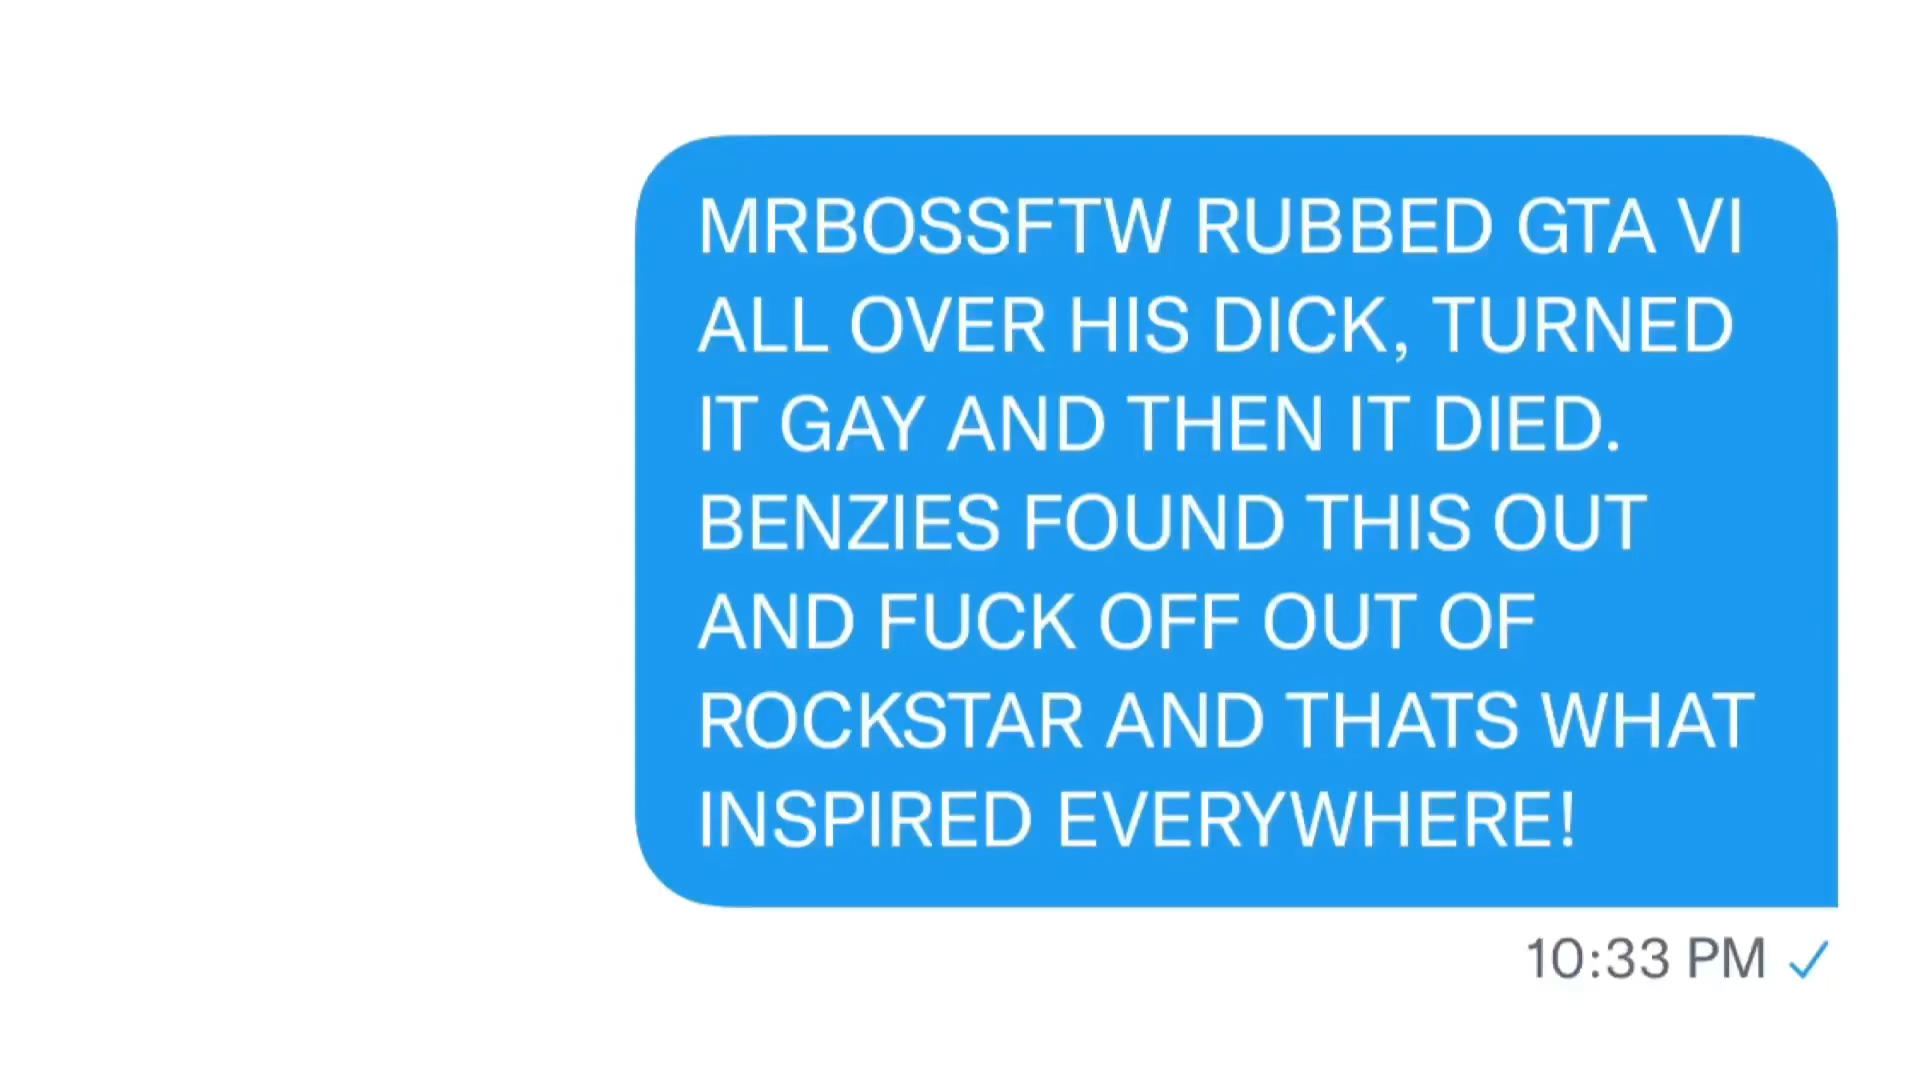 MRBOSSFTW RUBBED GTA VI
ALL OVER HIS DICK, TURNED
IT GAY AND THEN IT DIED.
BENZIES FOUND THIS OUT
AND FUCK OFF OUT OF
ROCKSTAR AND THATS WHAT
INSPIRED EVERYWHERE!
10:33 PM ✓